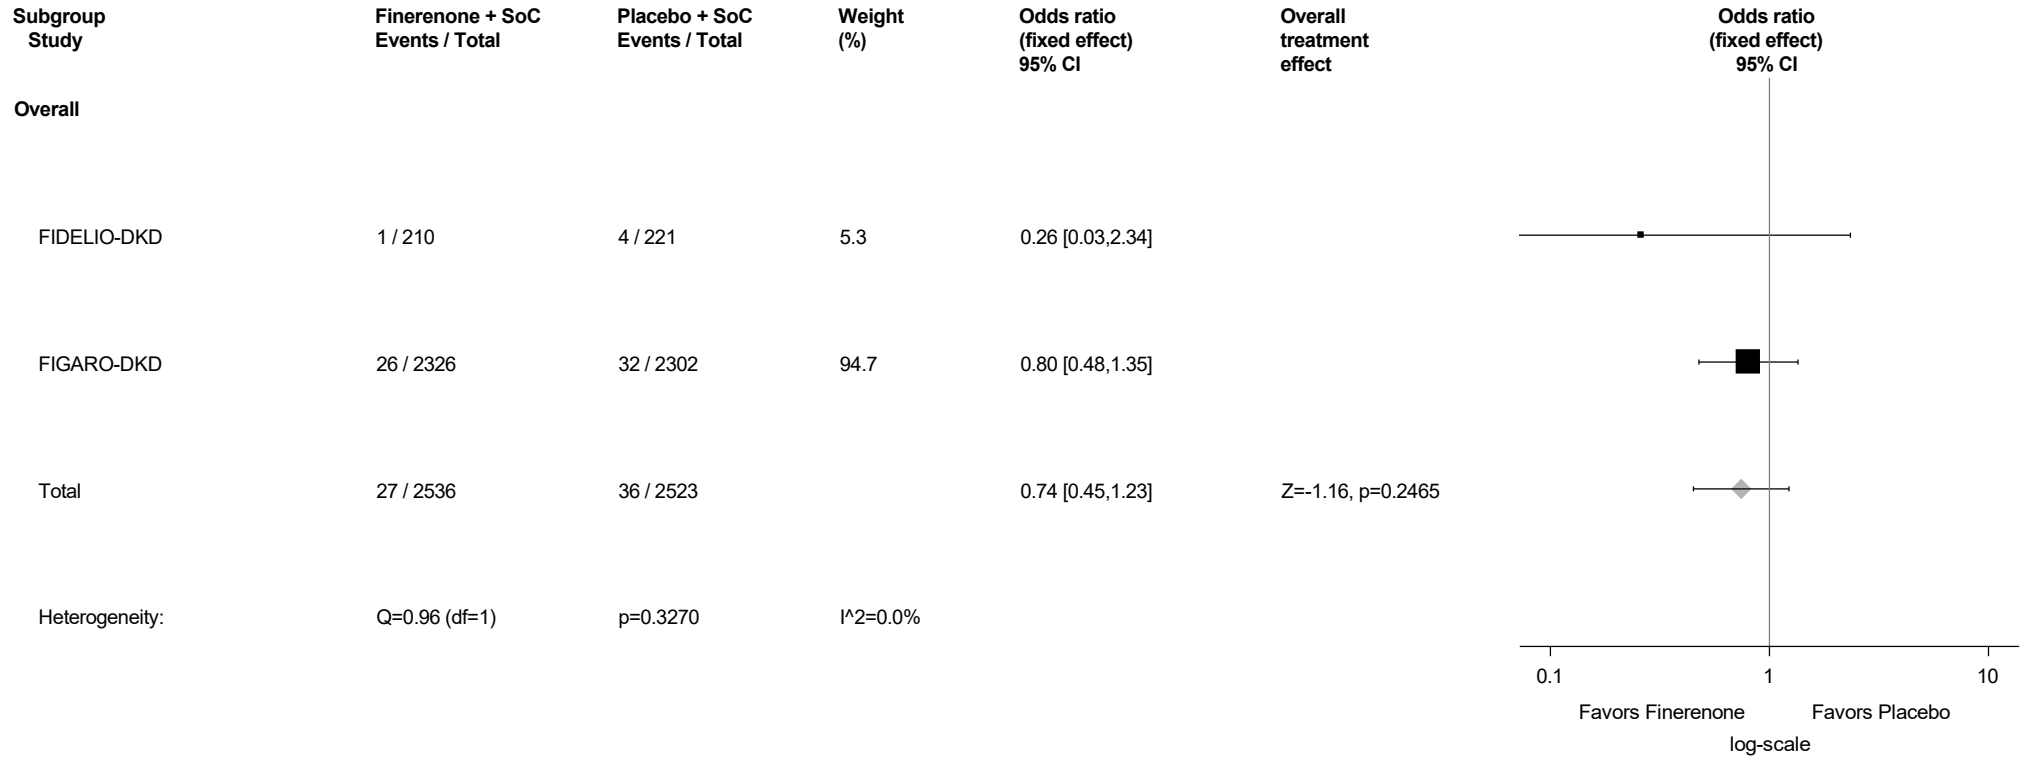 Subgroup Finerenone + SoC Placebo + SoC Weight Odds ratio Overall Odds ratio
Study Events / Total Events / Total (%) (fixed effect) treatment (fixed effect)
95% CI effect 95% CI
Overall
FIDELIO-DKD 1 / 210 4 / 221 5.3 0.26 [0.03,2.34]
FIGARO-DKD 26 / 2326 32 / 2302 94.7 0.80 [0.48,1.35]
Total 27 / 2536 36 / 2523 0.74 [0.45,1.23] Z=-1.16, p=0.2465
Heterogeneity: Q=0.96 (df=1) p=0.3270 I^2=0.0%
0.1 1 10
Favors Finerenone Favors Placebo
log-scale